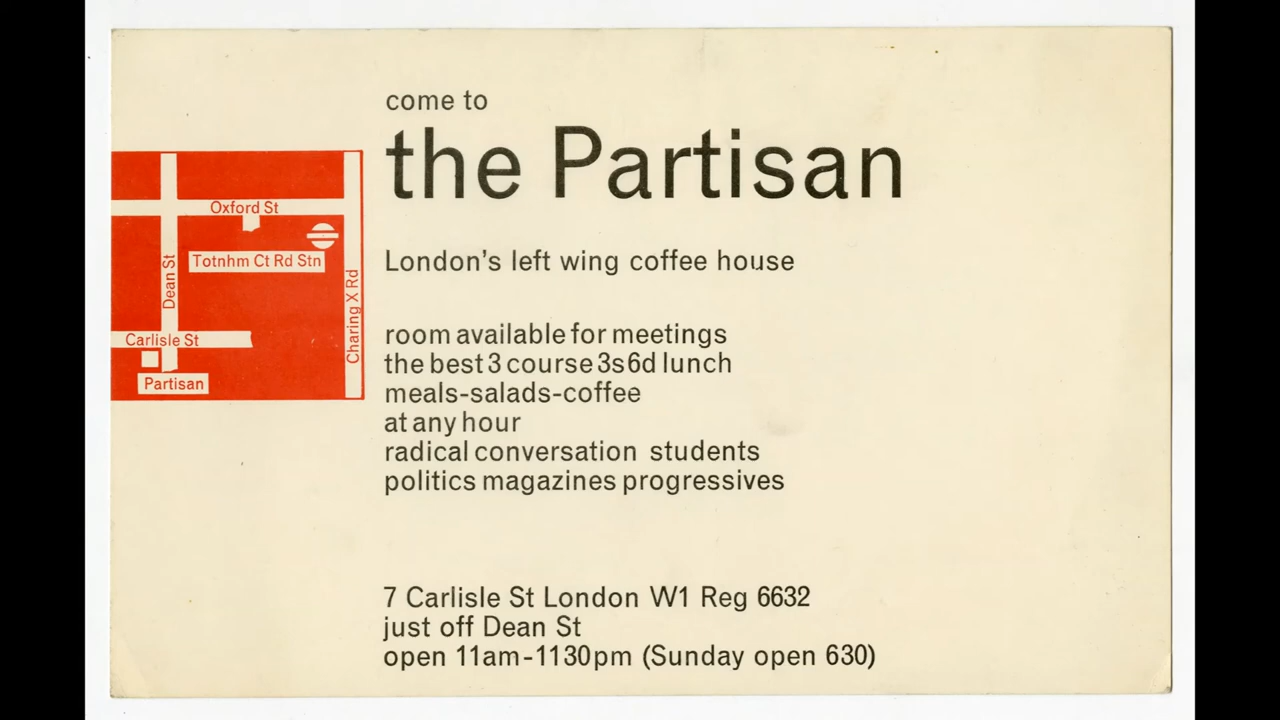 come to
the Partisan
London's left wing coffee house
room available for meetings
the best 3 course 3s6d lunch
meals-salads-coffee
at any hour
radical conversation students
politics magazines progressives
7 Carlisle St London W1 Reg 6632
just off Dean St
open 11am-1130pm (Sunday open 630)
Oxford St
Totnhm Ct Rd Stn
Dean St
Charing X Rd
Carlisle St
Partisan